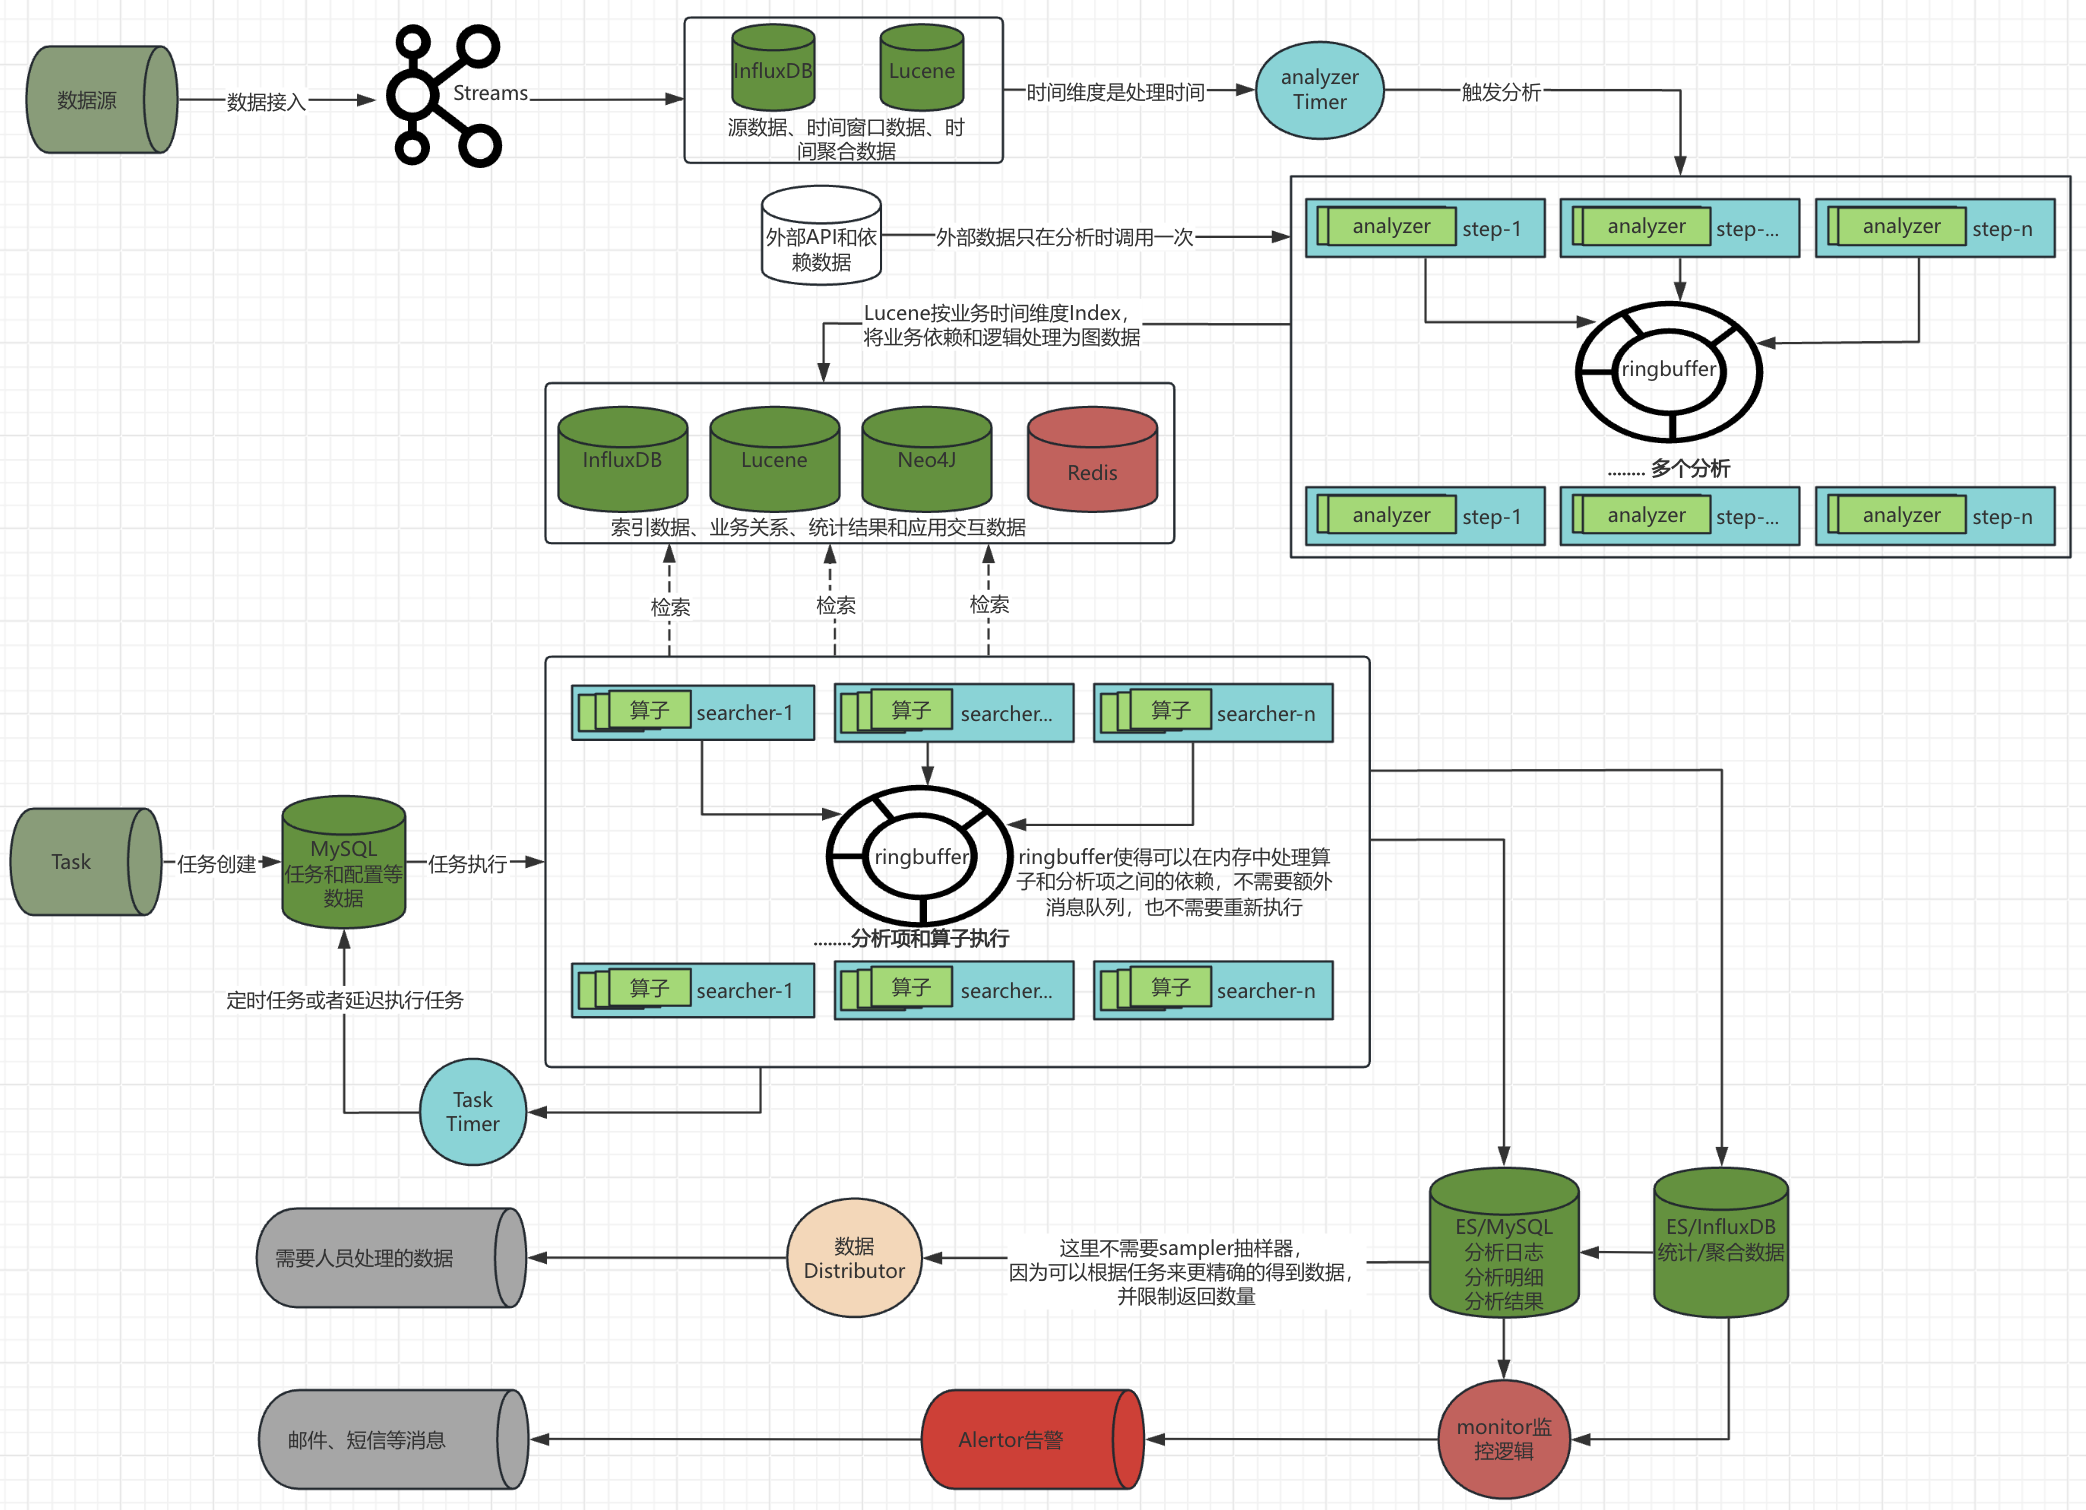 数据源
数据接入
Streams
InfluxDB
Lucene
源数据、时间窗口数据、时
间聚合数据
时间维度是处理时间
analyzer
Timer
触发分析
外部API和依
赖数据
外部数据只在分析时调用一次
analyzer
step-1
analyzer
step-...
analyzer
step-n
ringbuffer
........ 多个分析
analyzer
step-1
analyzer
step-...
analyzer
step-n
Lucene按业务时间维度Index，
将业务依赖和逻辑处理为图数据
InfluxDB
Lucene
Neo4J
Redis
索引数据、业务关系、统计结果和应用交互数据
检索
检索
检索
算子
searcher-1
算子
searcher...
算子
searcher-n
ringbuffer
ringbuffer使得可以在内存中处理算
子和分析项之间的依赖，不需要额外
消息队列，也不需要重新执行
........分析项和算子执行
算子
searcher-1
算子
searcher...
算子
searcher-n
Task
任务创建
MySQL
任务和配置等
数据
任务执行
定时任务或者延迟执行任务
Task
Timer
ES/MySQL
分析日志
分析明细
分析结果
ES/InfluxDB
统计/聚合数据
这里不需要sampler抽样器，
因为可以根据任务来更精确的得到数据，
并限制返回数量
数据
Distributor
需要人员处理的数据
monitor监
控逻辑
Alertor告警
邮件、短信等消息